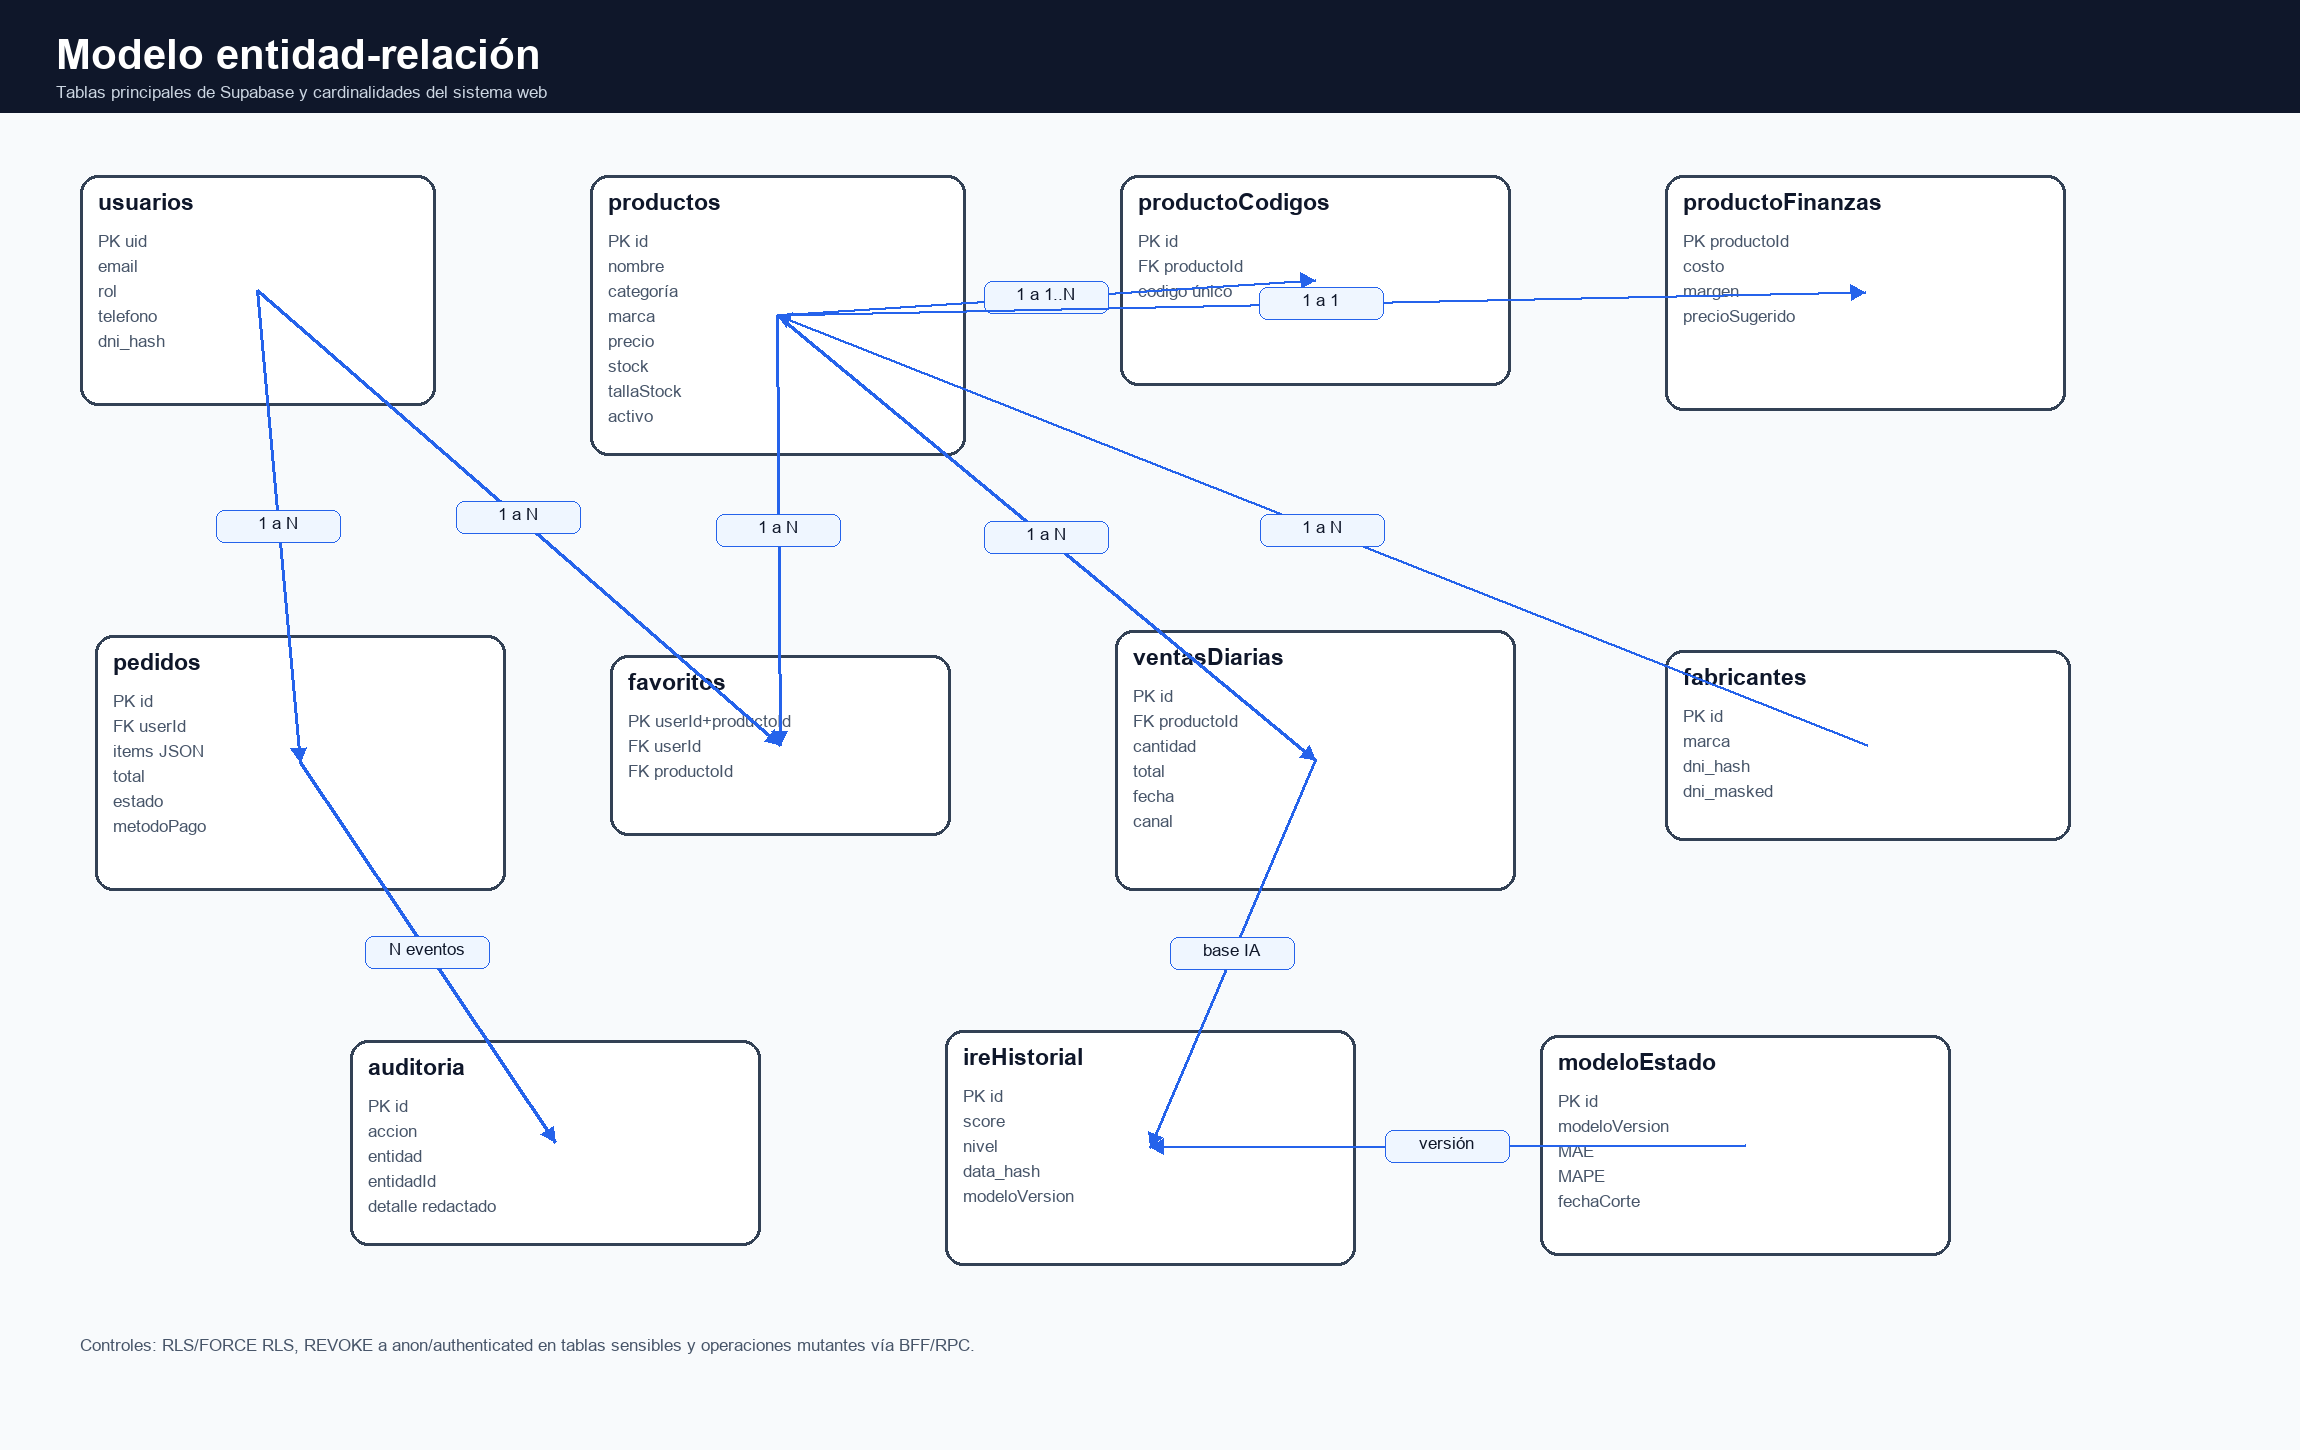 Modelo entidad-relación
Tablas principales de Supabase y cardinalidades del sistema web
usuarios
PK uid
email
rol
telefono
dni_hash
productos
PK id
nombre
categoría
marca
precio
stock
tallaStock
activo
productoCodigos
PK id
FK productoId
codigo único
productoFinanzas
PK productoId
costo
margen
precioSugerido
1 a 1..N
1 a 1
1 a N
1 a N
1 a N
1 a N
1 a N
pedidos
PK id
FK userId
items JSON
total
estado
metodoPago
favoritos
PK userId+productoId
FK userId
FK productoId
ventasDiarias
PK id
FK productoId
cantidad
total
fecha
canal
fabricantes
PK id
marca
dni_hash
dni_masked
N eventos
base IA
auditoria
PK id
accion
entidad
entidadId
detalle redactado
ireHistorial
PK id
score
nivel
data_hash
modeloVersion
versión
modeloEstado
PK id
modeloVersion
MAE
MAPE
fechaCorte
Controles: RLS/FORCE RLS, REVOKE a anon/authenticated en tablas sensibles y operaciones mutantes vía BFF/RPC.